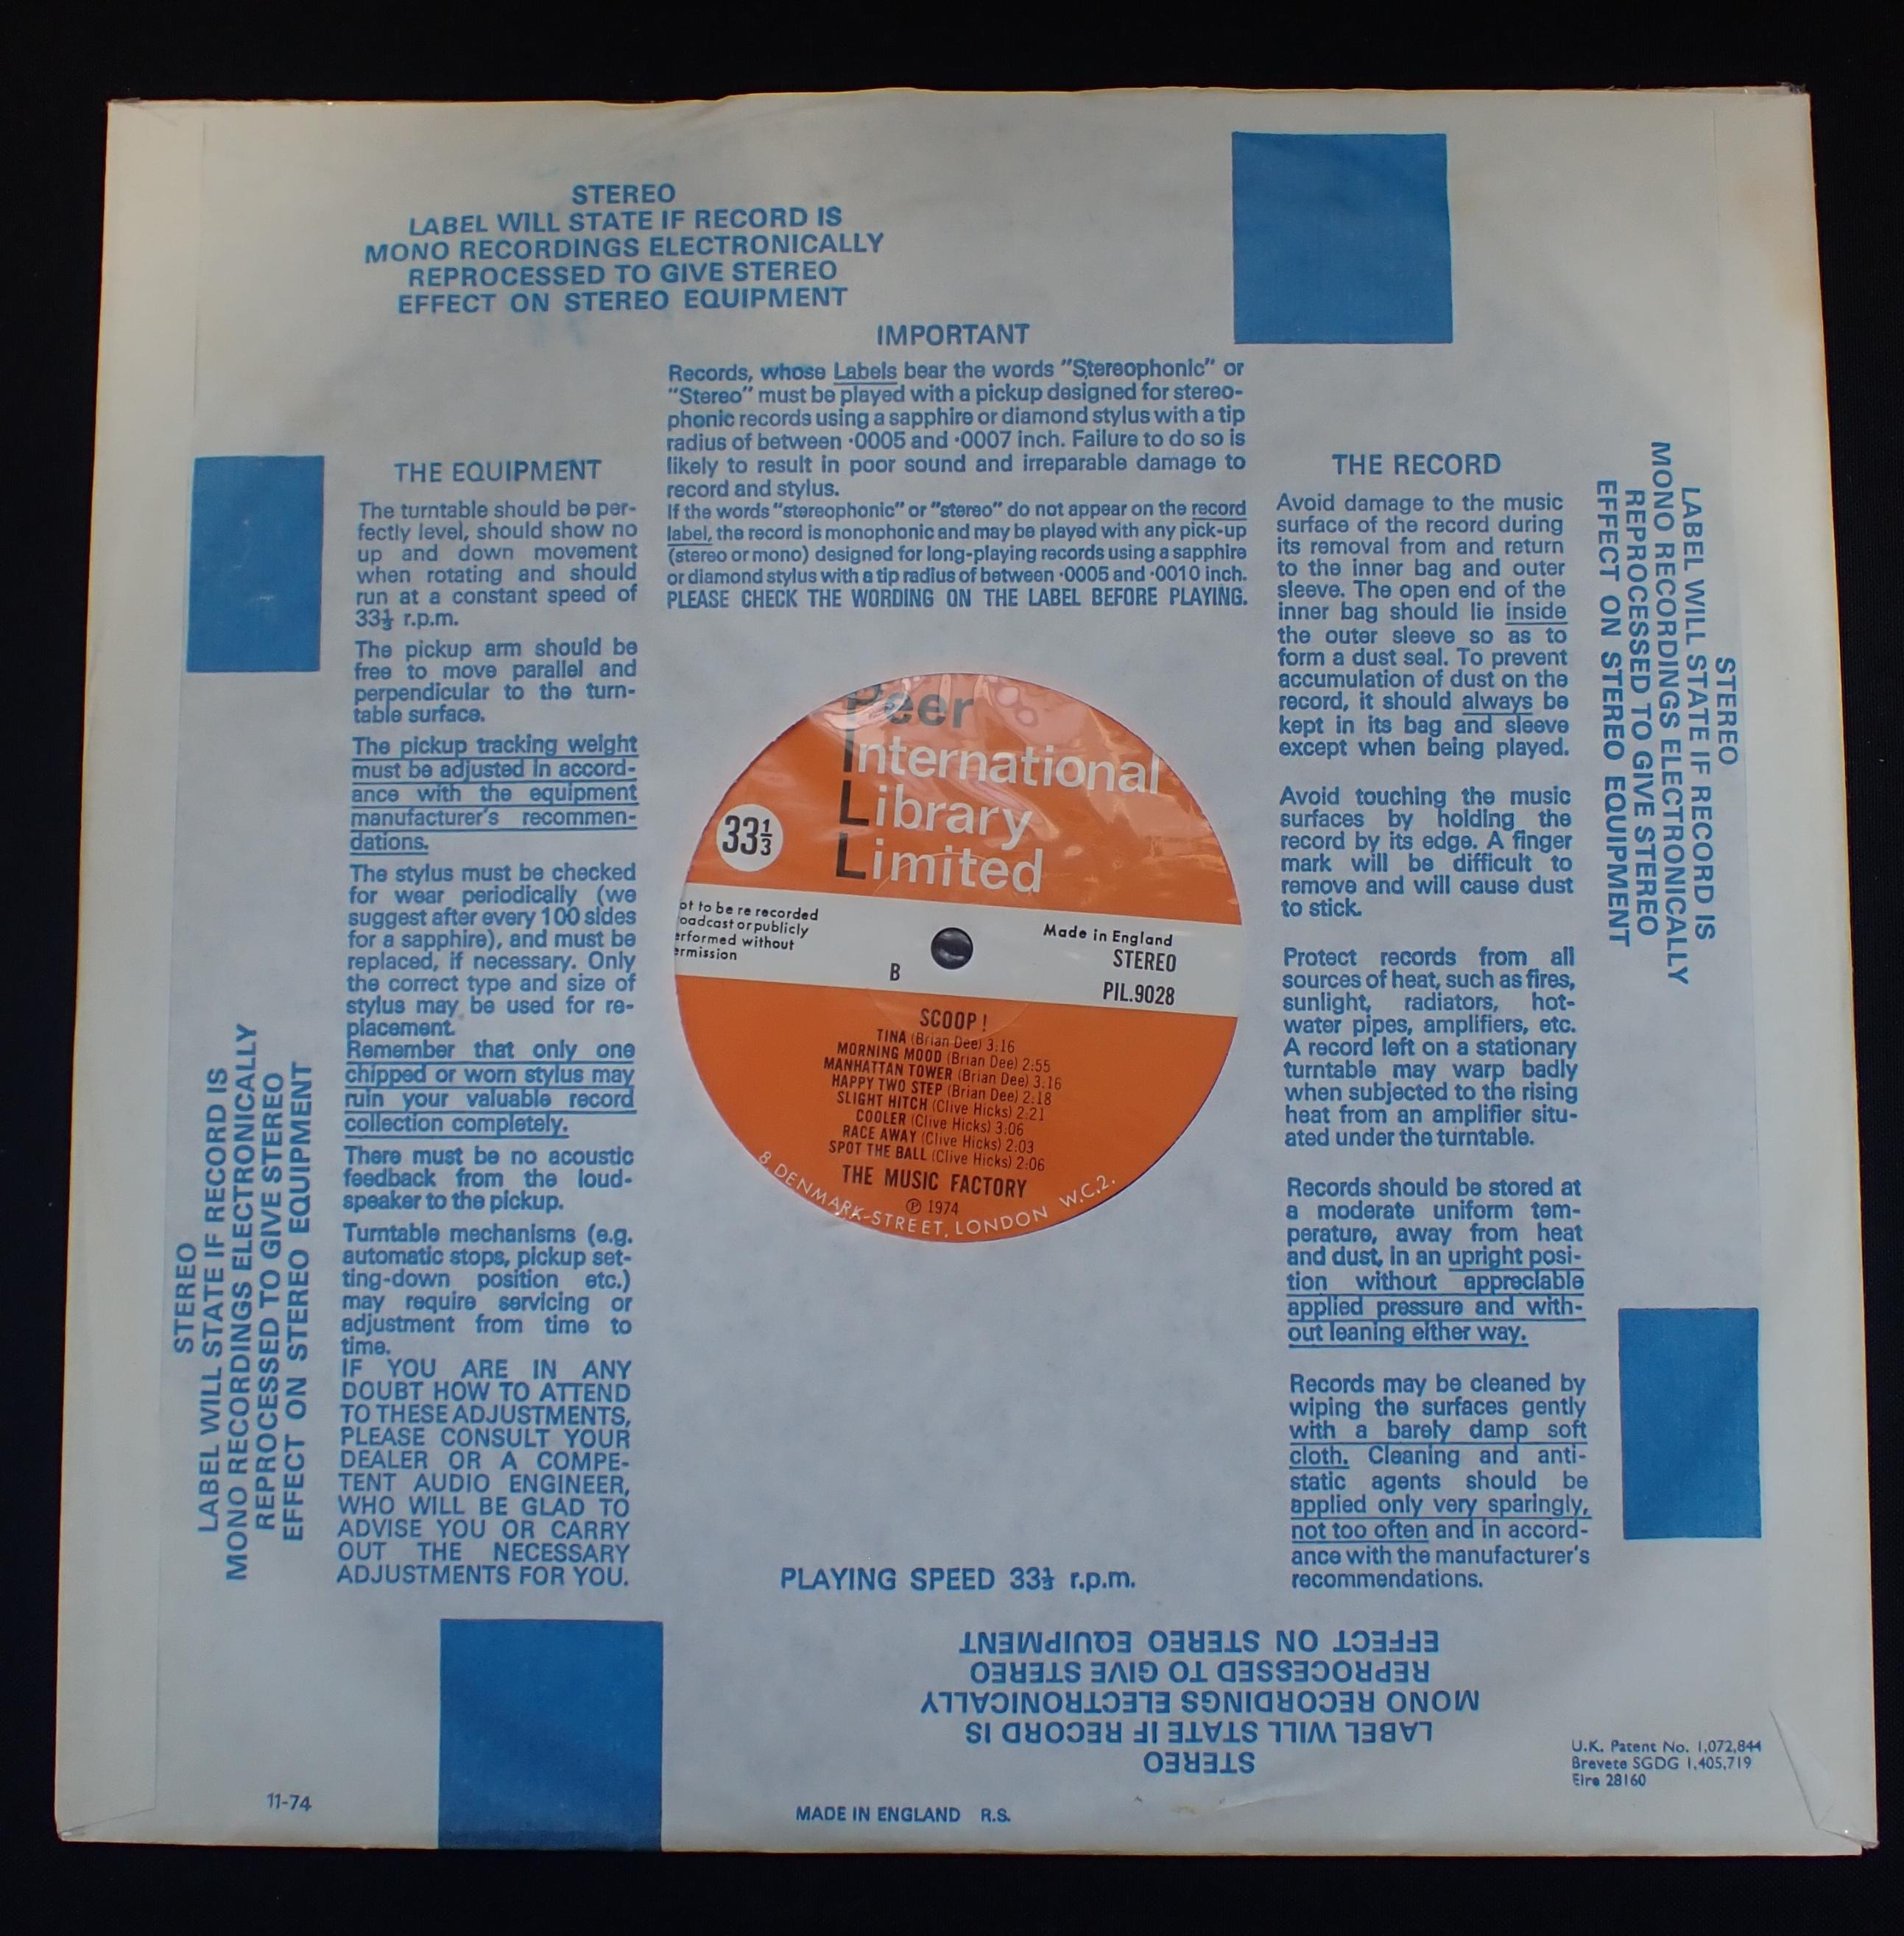 STEREO
LABEL WILL STATE IF RECORD IS
MONO RECORDINGS ELECTRONICALLY
REPROCESSED TO GIVE STEREO
EFFECT ON STEREO EQUIPMENT
IMPORTANT
Records, whose Labels bear the words "Stereophonic" or
"Stereo" must be played with a pickup designed for stereo-
phonic records using a sapphire or diamond stylus with a tip
radius of between ·0005 and ·0007 inch. Failure to do so is
likely to result in poor sound and irreparable damage to
record and stylus.
If the words "stereophonic" or "stereo" do not appear on the record
label, the record is monophonic and may be played with any pick-up
(stereo or mono) designed for long-playing records using a sapphire
or diamond stylus with a tip radius of between ·0005 and ·0010 inch.
PLEASE CHECK THE WORDING ON THE LABEL BEFORE PLAYING.
THE EQUIPMENT
The turntable should be per-
fectly level, should show no
up and down movement
when rotating and should
run at a constant speed of
33⅓ r.p.m.
The pickup arm should be
free to move parallel and
perpendicular to the turn-
table surface.
The pickup tracking weight
must be adjusted in accord-
ance with the equipment
manufacturer's recommen-
dations.
The stylus must be checked
for wear periodically (we
suggest after every 100 sides
for a sapphire), and must be
replaced, if necessary. Only
the correct type and size of
stylus may be used for re-
placement.
Remember that only one
chipped or worn stylus may
ruin your valuable record
collection completely.
There must be no acoustic
feedback from the loud-
speaker to the pickup.
Turntable mechanisms (e.g.
automatic stops, pickup set-
ting-down position etc.)
may require servicing or
adjustment from time to
time.
IF YOU ARE IN ANY
DOUBT HOW TO ATTEND
TO THESE ADJUSTMENTS,
PLEASE CONSULT YOUR
DEALER OR A COMPE-
TENT AUDIO ENGINEER,
WHO WILL BE GLAD TO
ADVISE YOU OR CARRY
OUT THE NECESSARY
ADJUSTMENTS FOR YOU.
Peer
International
Library
Limited
33⅓
ot to be re recorded
oadcast or publicly
erformed without
ermission
B
Made in England
STEREO
PIL.9028
SCOOP!
TINA (Brian Dee) 3:16
MORNING MOOD (Brian Dee) 2:55
MANHATTAN TOWER (Brian Dee) 3:16
HAPPY TWO STEP (Brian Dee) 2:18
SLIGHT HITCH (Clive Hicks) 2:21
COOLER (Clive Hicks) 3:06
RACE AWAY (Clive Hicks) 2:03
SPOT THE BALL (Clive Hicks) 2:06
THE MUSIC FACTORY
℗ 1974
8 DENMARK-STREET, LONDON W.C.2.
THE RECORD
Avoid damage to the music
surface of the record during
its removal from and return
to the inner bag and outer
sleeve. The open end of the
inner bag should lie inside
the outer sleeve so as to
form a dust seal. To prevent
accumulation of dust on the
record, it should always be
kept in its bag and sleeve
except when being played.
Avoid touching the music
surfaces by holding the
record by its edge. A finger
mark will be difficult to
remove and will cause dust
to stick.
Protect records from all
sources of heat, such as fires,
sunlight, radiators, hot-
water pipes, amplifiers, etc.
A record left on a stationary
turntable may warp badly
when subjected to the rising
heat from an amplifier situ-
ated under the turntable.
Records should be stored at
a moderate uniform tem-
perature, away from heat
and dust, in an upright posi-
tion without appreciable
applied pressure and with-
out leaning either way.
Records may be cleaned by
wiping the surfaces gently
with a barely damp soft
cloth. Cleaning and anti-
static agents should be
applied only very sparingly,
not too often and in accord-
ance with the manufacturer's
recommendations.
STEREO
LABEL WILL STATE IF RECORD IS
MONO RECORDINGS ELECTRONICALLY
REPROCESSED TO GIVE STEREO
EFFECT ON STEREO EQUIPMENT
STEREO
LABEL WILL STATE IF RECORD IS
MONO RECORDINGS ELECTRONICALLY
REPROCESSED TO GIVE STEREO
EFFECT ON STEREO EQUIPMENT
PLAYING SPEED 33⅓ r.p.m.
STEREO
LABEL WILL STATE IF RECORD IS
MONO RECORDINGS ELECTRONICALLY
REPROCESSED TO GIVE STEREO
EFFECT ON STEREO EQUIPMENT
U.K. Patent No. 1,072,844
Brevete SGDG 1,405,719
Eire 28160
11-74
MADE IN ENGLAND R.S.